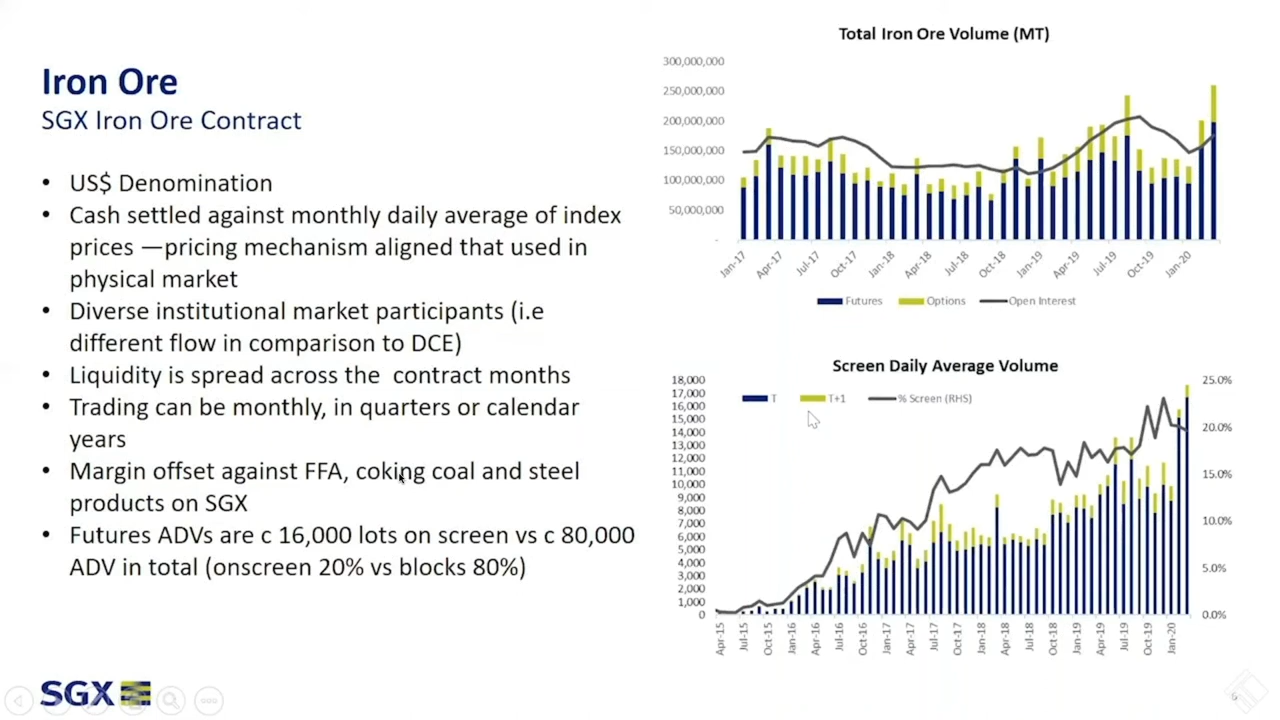 Iron Ore
SGX Iron Ore Contract
• US$ Denomination
• Cash settled against monthly daily average of index
prices —pricing mechanism aligned that used in
physical market
• Diverse institutional market participants (i.e
different flow in comparison to DCE)
• Liquidity is spread across the contract months
• Trading can be monthly, in quarters or calendar
years
• Margin offset against FFA, coking coal and steel
products on SGX
• Futures ADVs are c 16,000 lots on screen vs c 80,000
ADV in total (onscreen 20% vs blocks 80%)
Total Iron Ore Volume (MT)
300,000,000
250,000,000
200,000,000
150,000,000
100,000,000
50,000,000
-
Jan-17 Apr-17 Jul-17 Oct-17 Jan-18 Apr-18 Jul-18 Oct-18 Jan-19 Apr-19 Jul-19 Oct-19 Jan-20
Futures Options Open Interest
Screen Daily Average Volume
T T+1 % Screen (RHS)
18,000
17,000
16,000
15,000
14,000
13,000
12,000
11,000
10,000
9,000
8,000
7,000
6,000
5,000
4,000
3,000
2,000
1,000
0
25.0%
20.0%
15.0%
10.0%
5.0%
0.0%
Apr-15 Jul-15 Oct-15 Jan-16 Apr-16 Jul-16 Oct-16 Jan-17 Apr-17 Jul-17 Oct-17 Jan-18 Apr-18 Jul-18 Oct-18 Jan-19 Apr-19 Jul-19 Oct-19 Jan-20
SGX
6